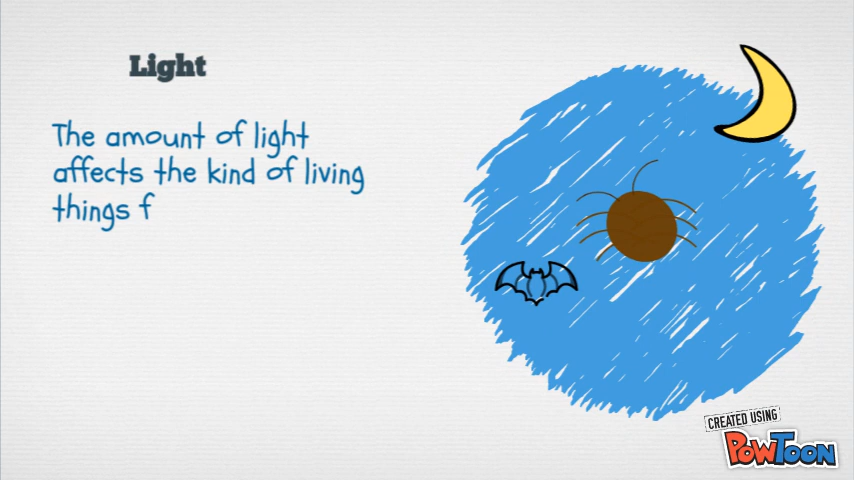 Light
The amount of light
affects the kind of living
things f
CREATED USING
PowToon